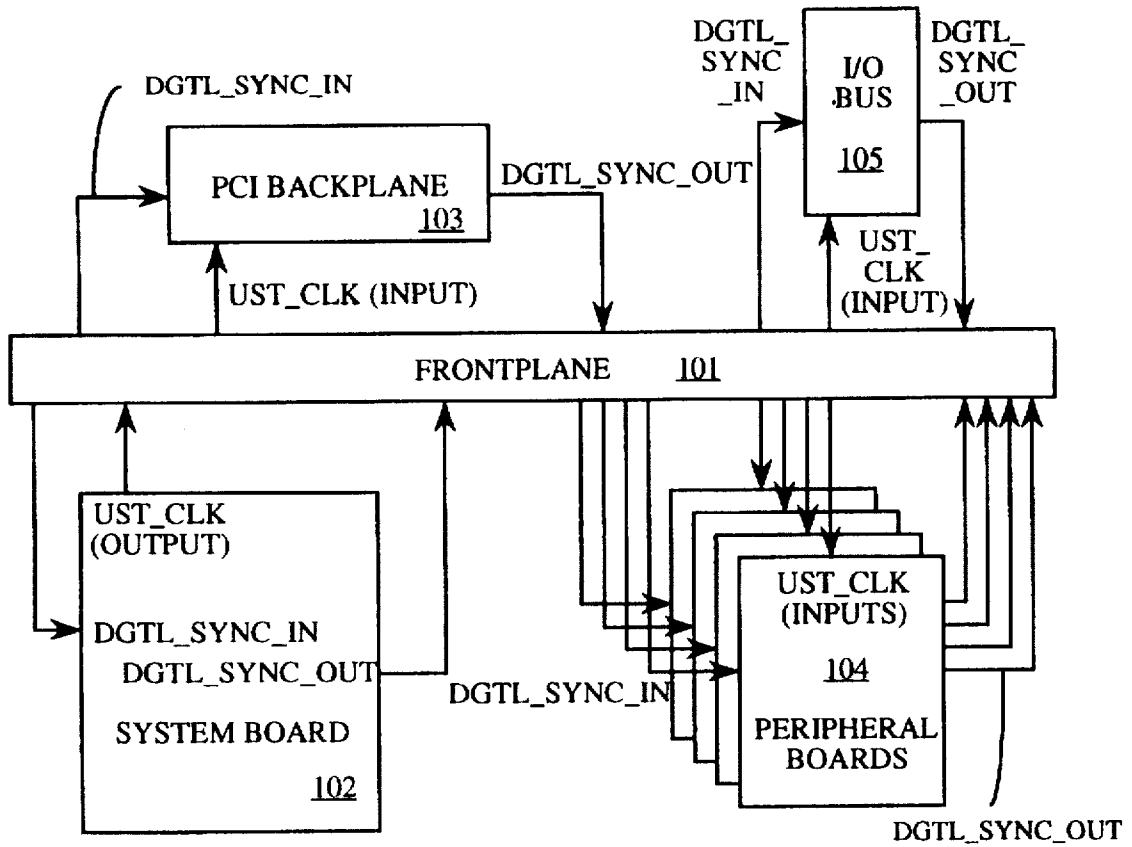 DGTL_SYNC_IN
PCI BACKPLANE
103
DGTL_SYNC_OUT
UST_CLK (INPUT)
DGTL_
SYNC
_IN
I/O
BUS
105
DGTL_
SYNC
_OUT
UST_
CLK
(INPUT)
FRONTPLANE 101
UST_CLK
(OUTPUT)
DGTL_SYNC_IN
DGTL_SYNC_OUT
SYSTEM BOARD
102
DGTL_SYNC_IN
UST_CLK
(INPUTS)
104
PERIPHERAL
BOARDS
DGTL_SYNC_OUT